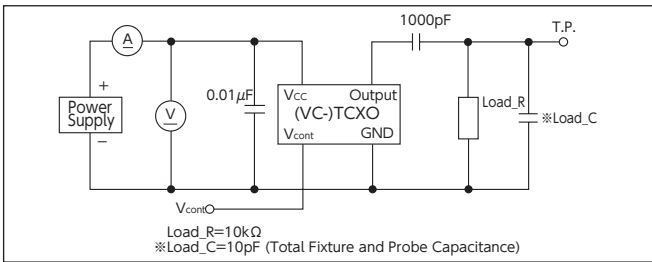 1000pF
T.P.
A
+
Power
Supply
−
V
0.01μF
Vcc Output
(VC-)TCXO
Vcont GND
Load_R
※Load_C
Vcont
Load_R=10kΩ
※Load_C=10pF (Total Fixture and Probe Capacitance)